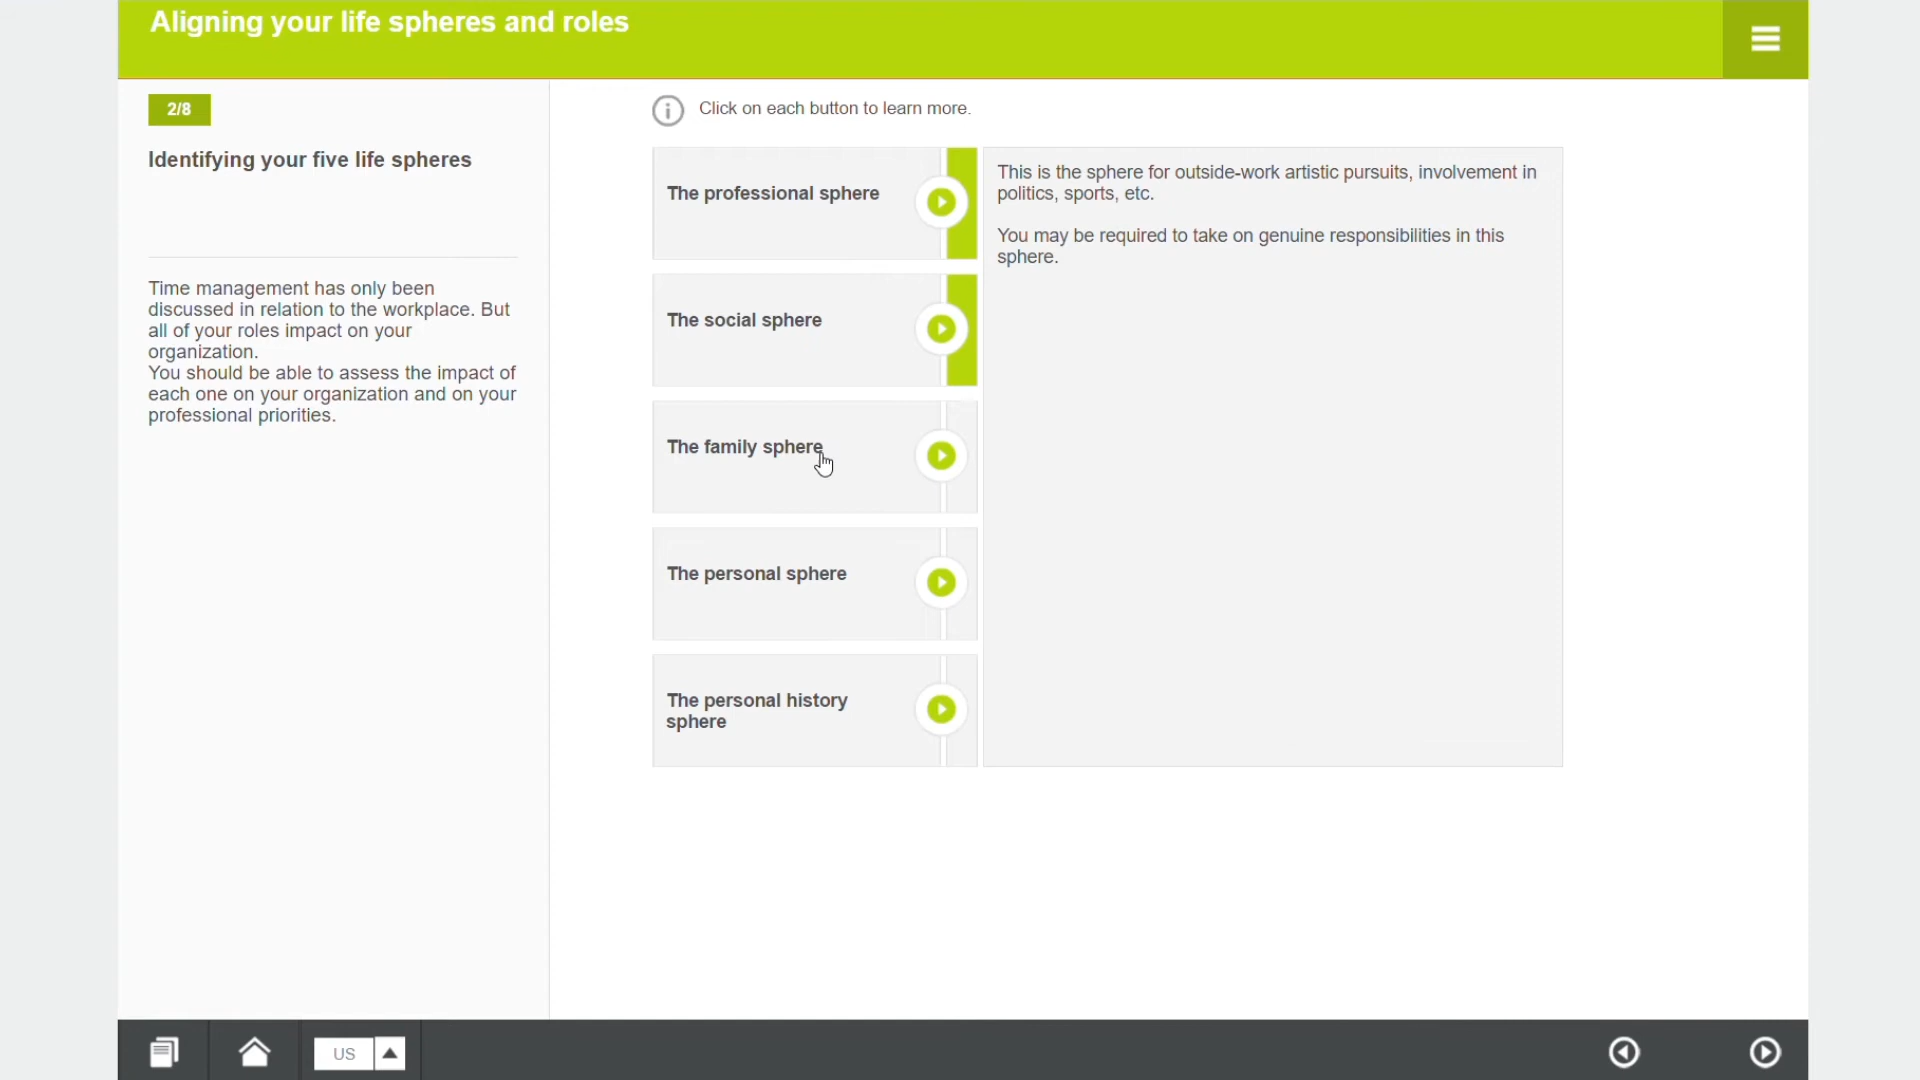 Aligning your life spheres and roles
2/8
Identifying your five life spheres
Time management has only been
discussed in relation to the workplace. But
all of your roles impact on your
organization.
You should be able to assess the impact of
each one on your organization and on your
professional priorities.
Click on each button to learn more.
The professional sphere
The social sphere
The family sphere
The personal sphere
The personal history
sphere
This is the sphere for outside-work artistic pursuits, involvement in
politics, sports, etc.
You may be required to take on genuine responsibilities in this
sphere.
US